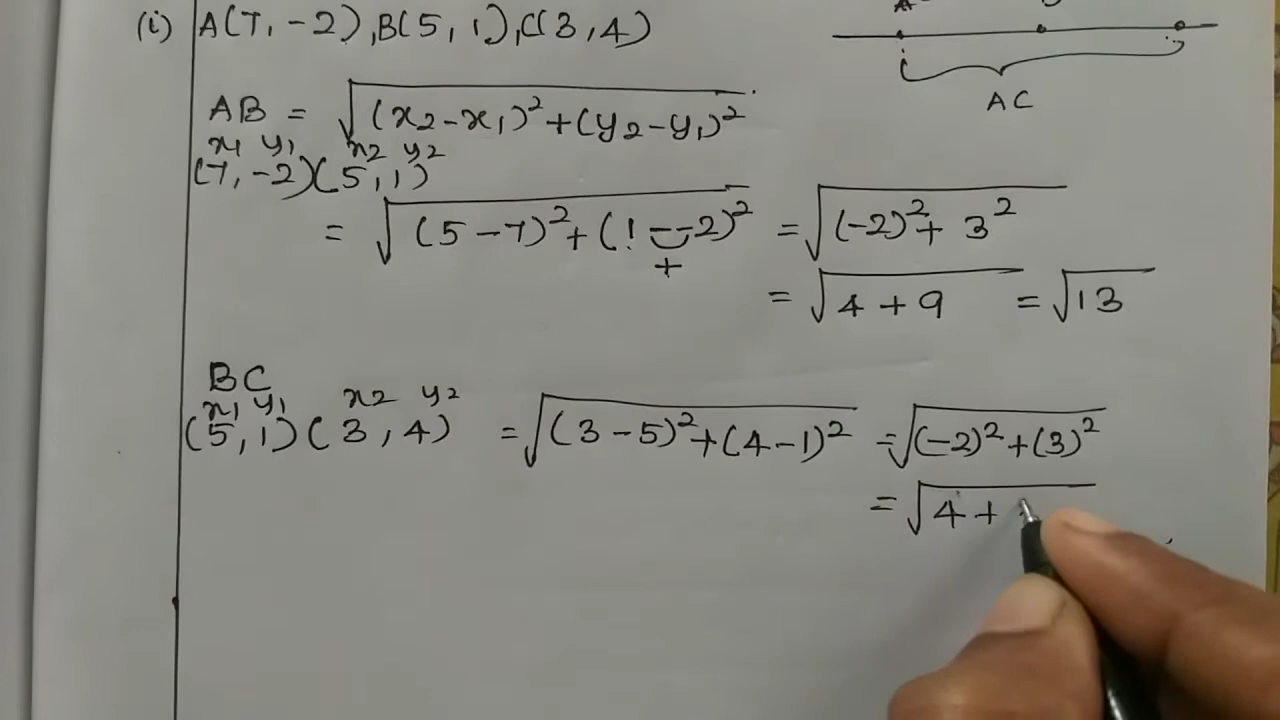 (i) A(7, -2), B(5, 1), C(3, 4)
A
AC
AB = √(x2-x1)²+(y2-y1)²
x1 y1 x2 y2
(7, -2)(5, 1)
= √(5-7)²+(1--2)² = √(-2)²+3²
+
= √4+9 = √13
BC
x1 y1 x2 y2
(5, 1)(3, 4) = √(3-5)²+(4-1)² = √(-2)²+(3)²
= √4+